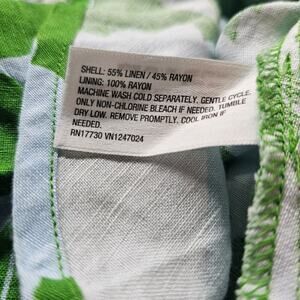 SHELL: 55% LINEN / 45% RAYON
LINING: 100% RAYON
MACHINE WASH COLD SEPARATELY. GENTLE CYCLE.
ONLY NON-CHLORINE BLEACH IF NEEDED. TUMBLE
DRY LOW. REMOVE PROMPTLY. COOL IRON IF
NEEDED.
RN17730 VN1247024